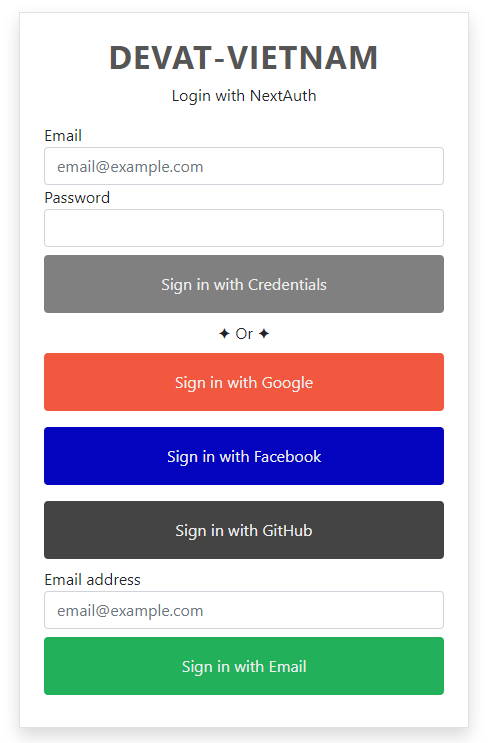 DEVAT-VIETNAM
Login with NextAuth
Email
email@example.com
Password
Sign in with Credentials
✦ Or ✦
Sign in with Google
Sign in with Facebook
Sign in with GitHub
Email address
email@example.com
Sign in with Email